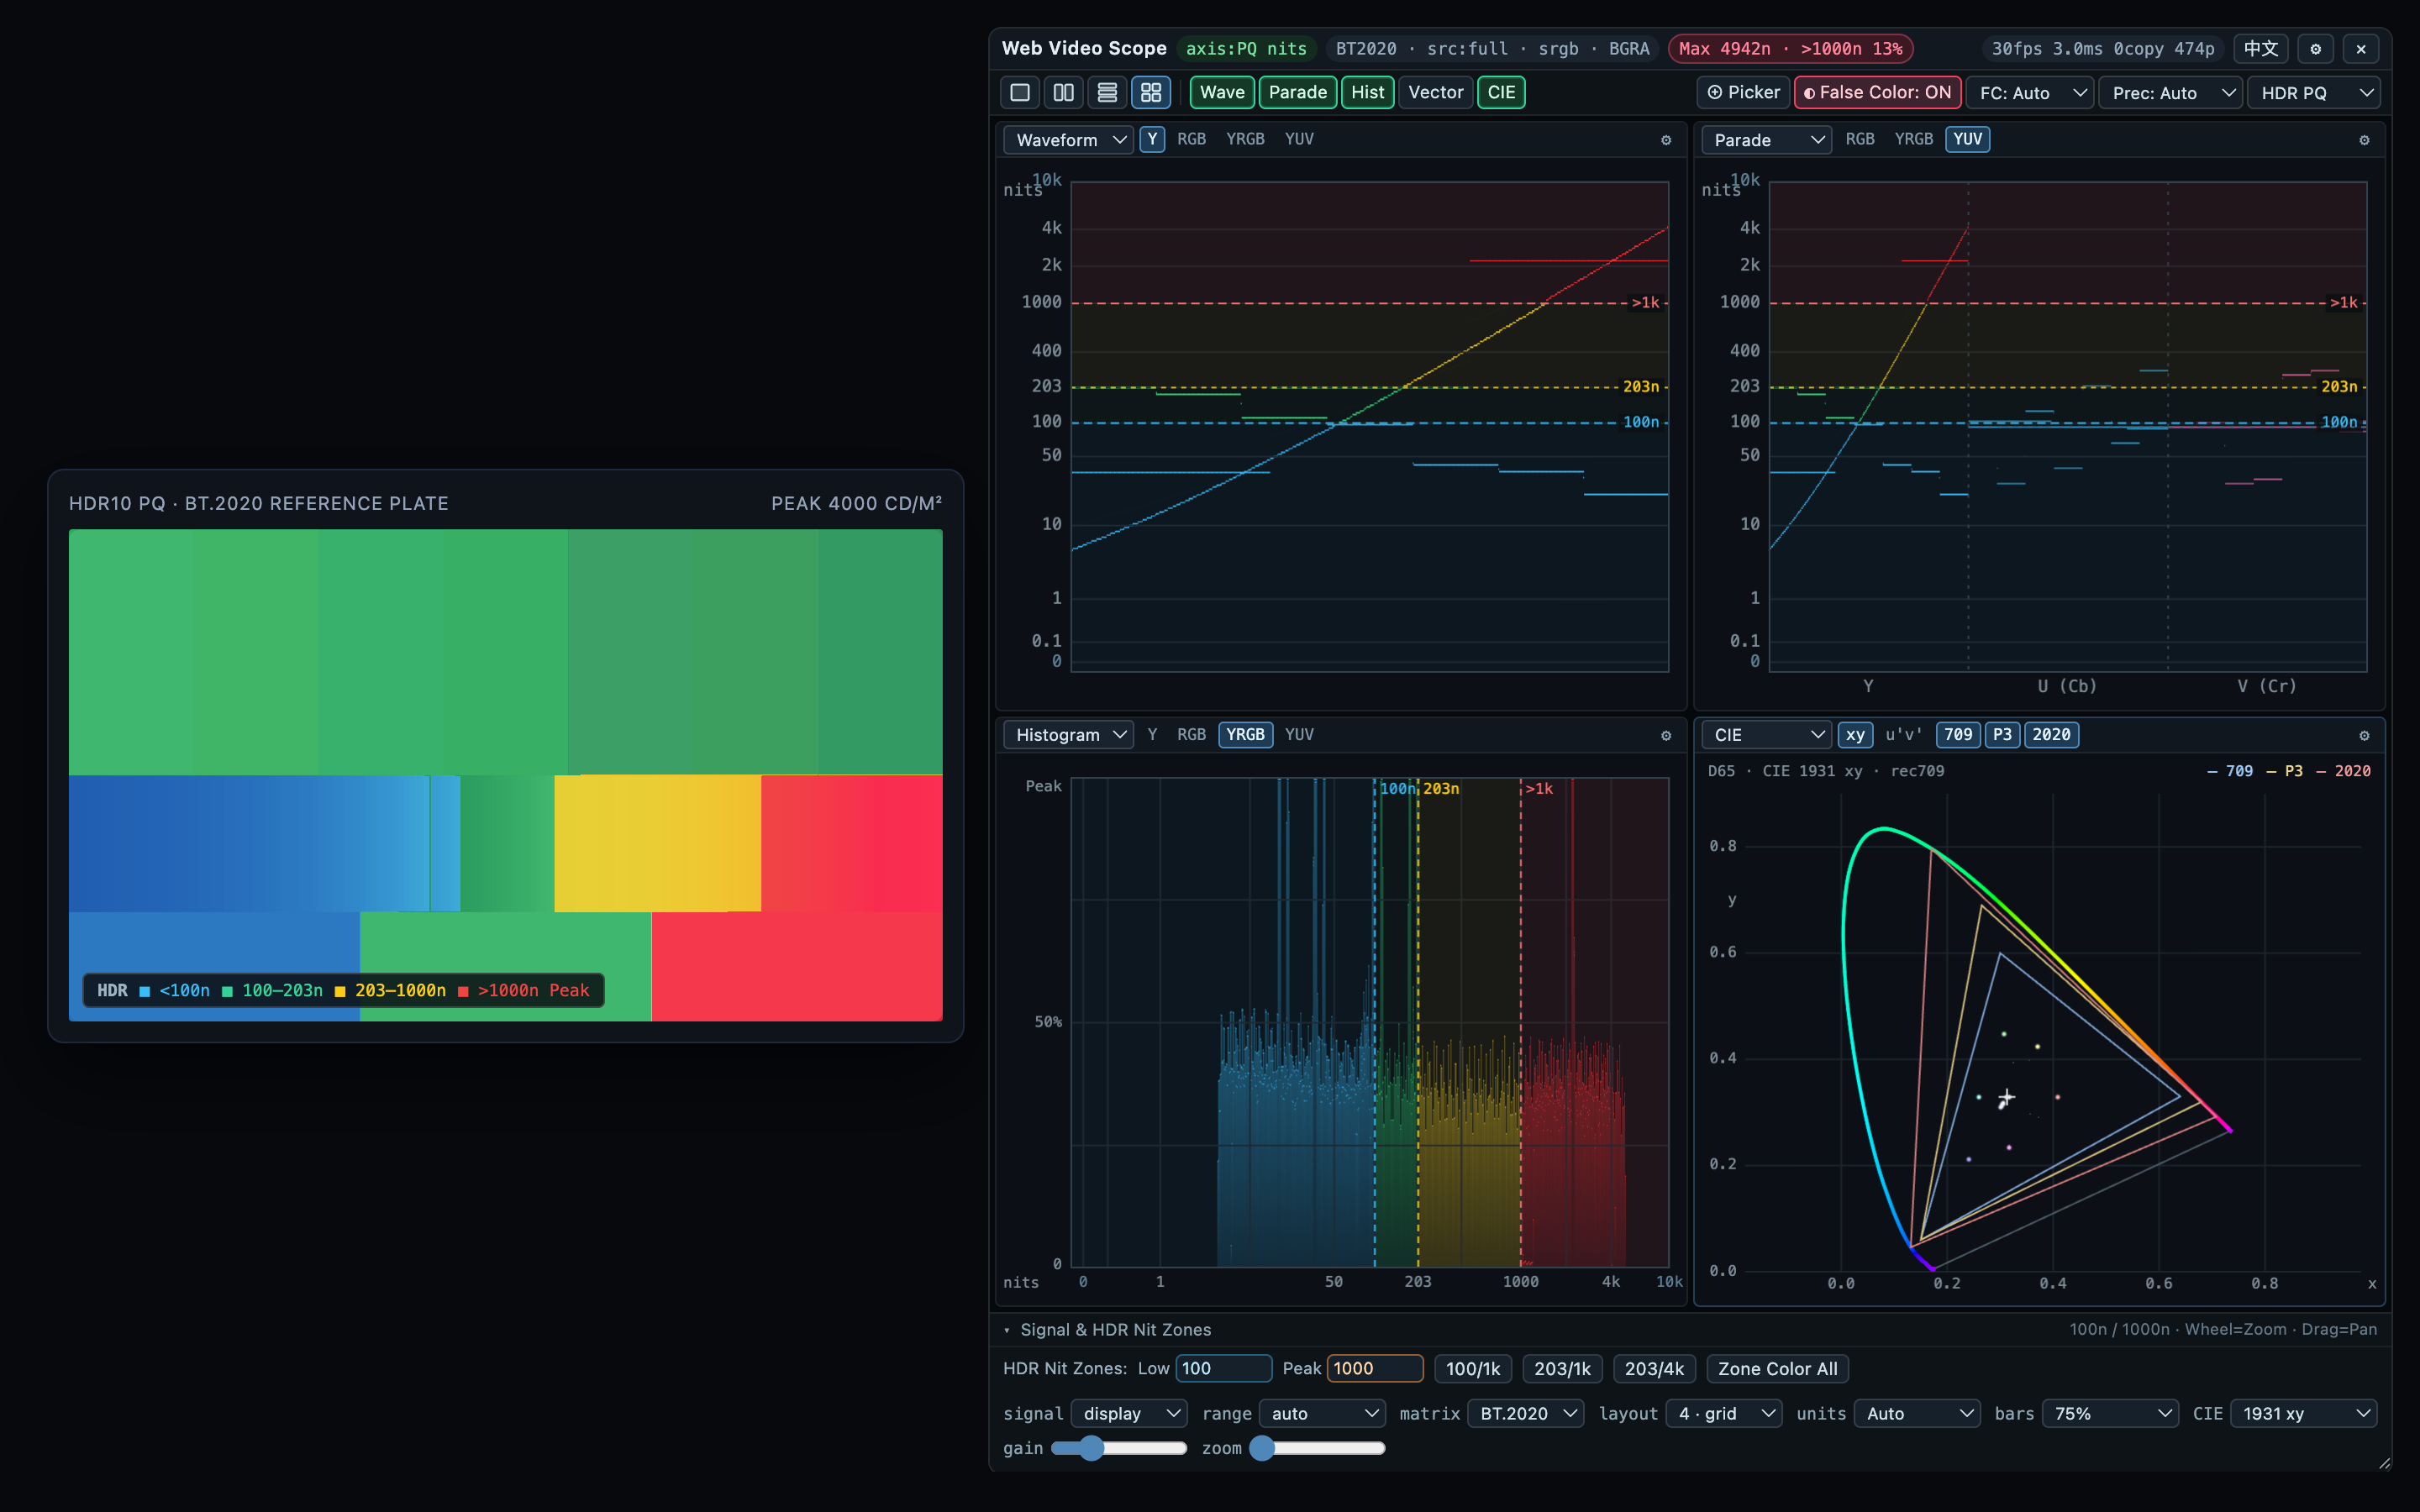 HDR10 PQ · BT.2020 REFERENCE PLATE PEAK 4000 CD/M²
HDR <100n 100–203n 203–1000n >1000n Peak
Web Video Scope axis:PQ nits BT2020 · src:full · srgb · BGRA Max 4942n · >1000n 13% 30fps 3.0ms 0copy 474p 中文
Wave Parade Hist Vector CIE Picker False Color: ON FC: Auto Prec: Auto HDR PQ
Waveform Y RGB YRGB YUV
nits
10k
4k
2k
1000
400
203
100
50
10
1
0.1
0
>1k
203n
100n
Parade RGB YRGB YUV
nits
10k
4k
2k
1000
400
203
100
50
10
1
0.1
0
>1k
203n
100n
Y U (Cb) V (Cr)
Histogram Y RGB YRGB YUV
Peak
50%
0
100n 203n >1k
nits 0 1 50 203 1000 4k 10k
CIE xy u'v' 709 P3 2020
D65 · CIE 1931 xy · rec709 709 P3 2020
0.8
y
0.6
0.4
0.2
0.0
0.0 0.2 0.4 0.6 0.8 x
Signal & HDR Nit Zones 100n / 1000n · Wheel=Zoom · Drag=Pan
HDR Nit Zones: Low 100 Peak 1000 100/1k 203/1k 203/4k Zone Color All
signal display range auto matrix BT.2020 layout 4 · grid units Auto bars 75% CIE 1931 xy
gain zoom